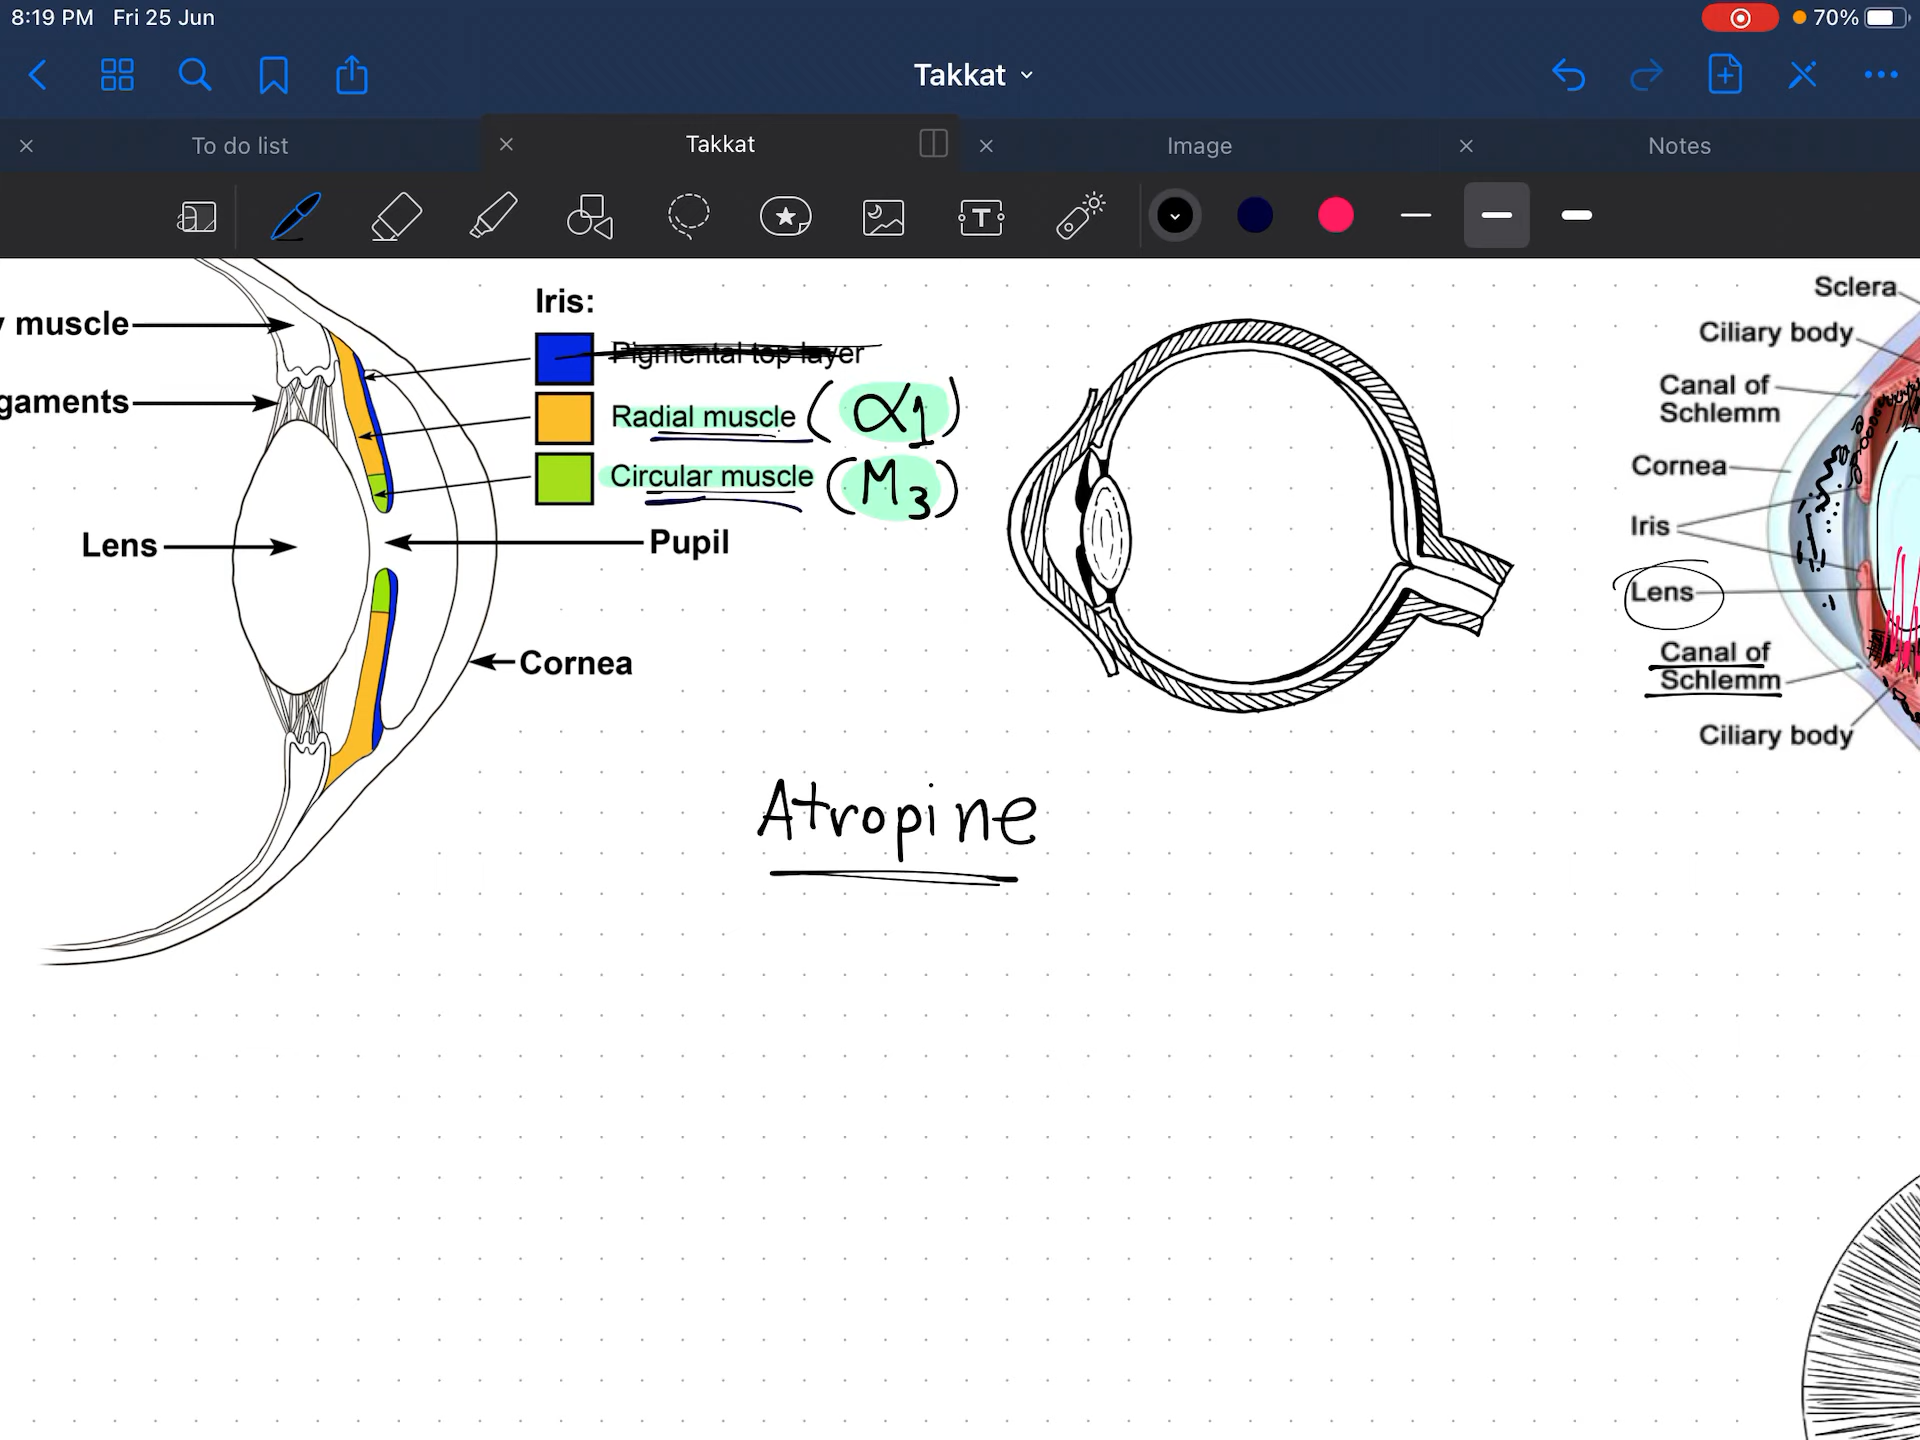 8:19 PM Fri 25 Jun
70%
Takkat
To do list
Takkat
Image
Notes
Iris:
Pigmental top layer
Radial muscle (α1)
Circular muscle (M3)
muscle
gaments
Lens
Pupil
Cornea
Sclera
Ciliary body
Canal of
Schlemm
Cornea
Iris
Lens
Canal of
Schlemm
Ciliary body
Atropine